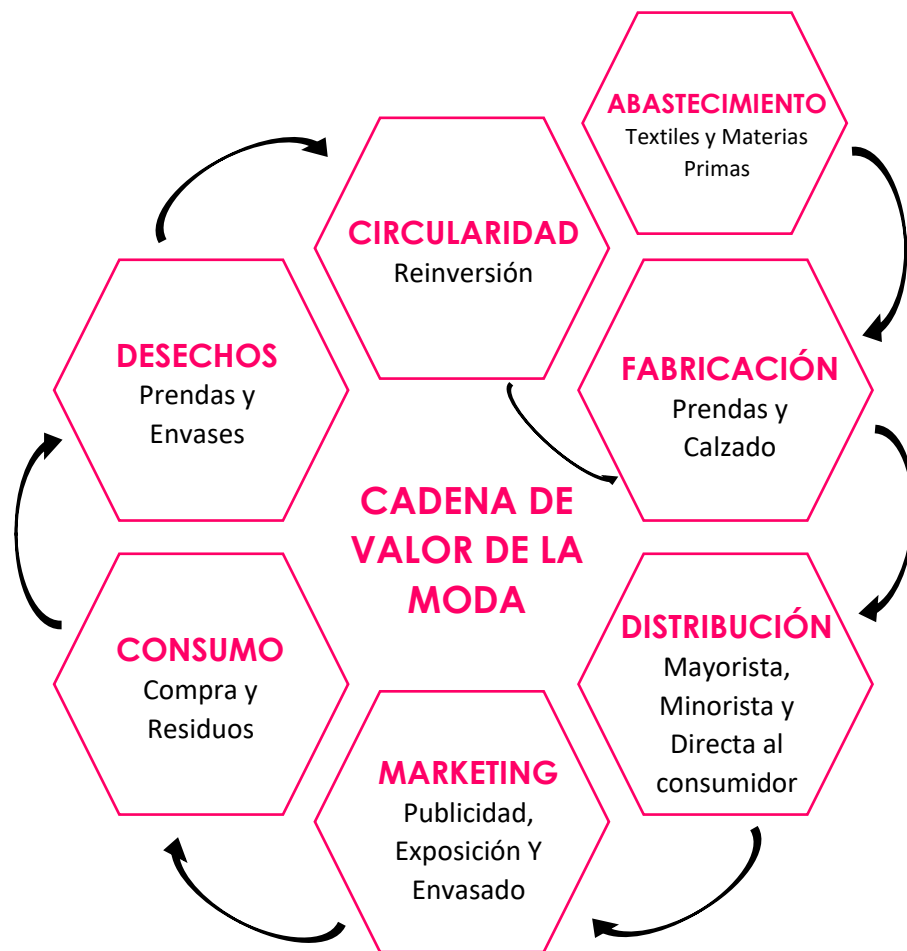 ABASTECIMIENTO
Textiles y Materias
Primas
CIRCULARIDAD
Reinversión
DESECHOS
Prendas y
Envases
FABRICACIÓN
Prendas y
Calzado
CADENA DE
VALOR DE LA
MODA
CONSUMO
Compra y
Residuos
DISTRIBUCIÓN
Mayorista,
Minorista y
Directa al
consumidor
MARKETING
Publicidad,
Exposición Y
Envasado